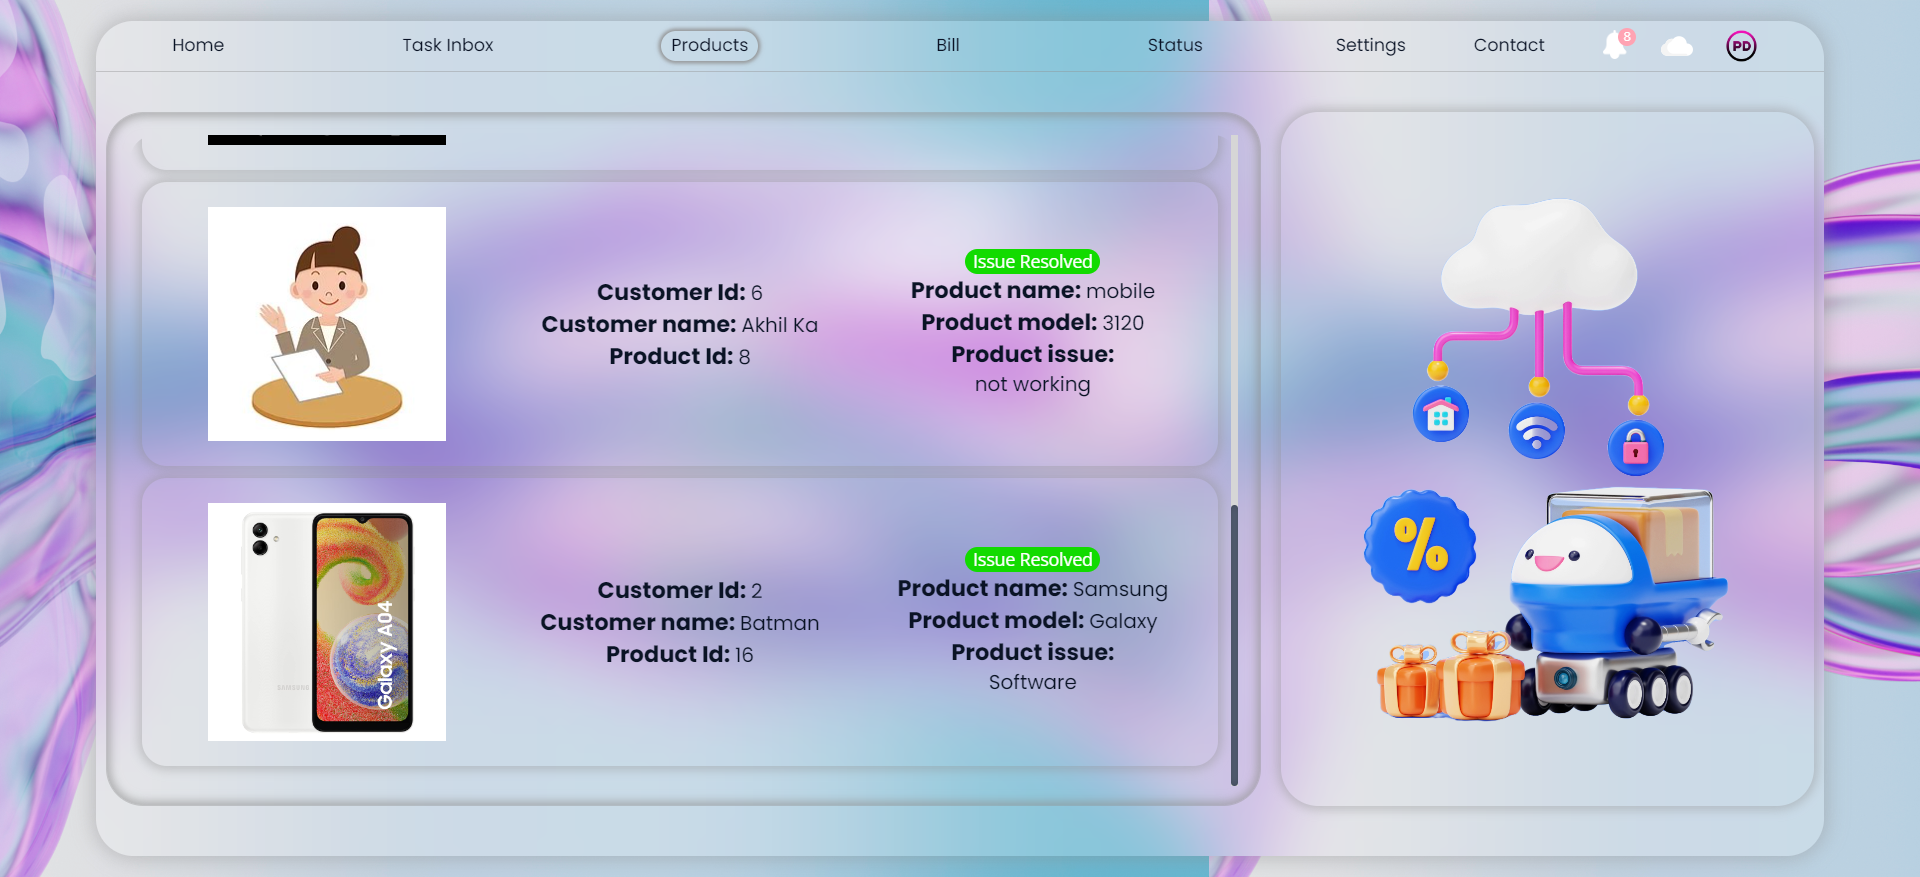 Home
Task Inbox
Products
Bill
Status
Settings
Contact
8
PD
Customer Id: 6
Customer name: Akhil Ka
Product Id: 8
Issue Resolved
Product name: mobile
Product model: 3120
Product issue:
not working
%
SAMSUNG
Galaxy A04
Customer Id: 2
Customer name: Batman
Product Id: 16
Issue Resolved
Product name: Samsung
Product model: Galaxy
Product issue:
Software